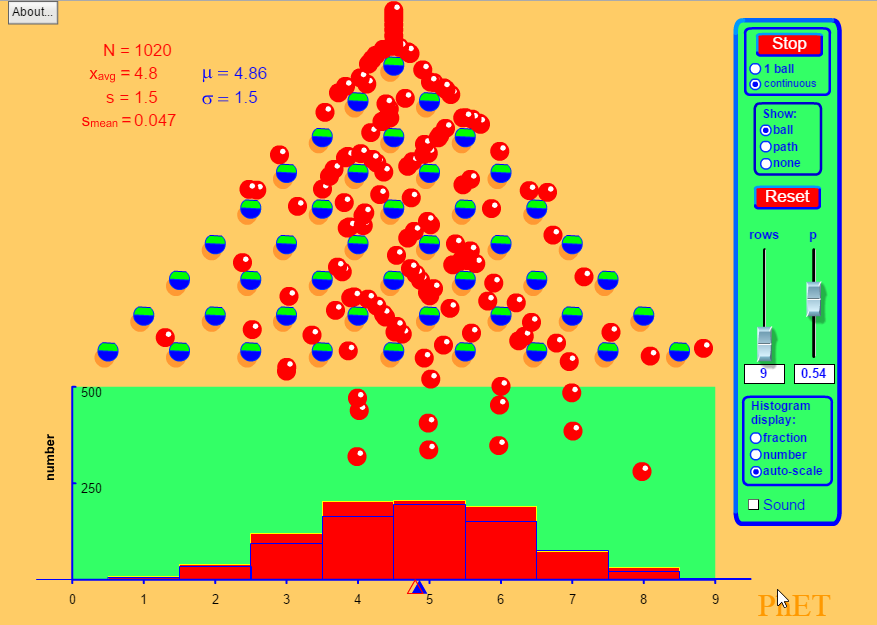 About...
N = 1020
xavg = 4.8
μ = 4.86
s = 1.5
σ = 1.5
smean = 0.047
Stop
1 ball
continuous
Show:
ball
path
none
Reset
rows
p
9
0.54
Histogram
display:
fraction
number
auto-scale
Sound
500
250
number
0 1 2 3 4 5 6 7 8 9